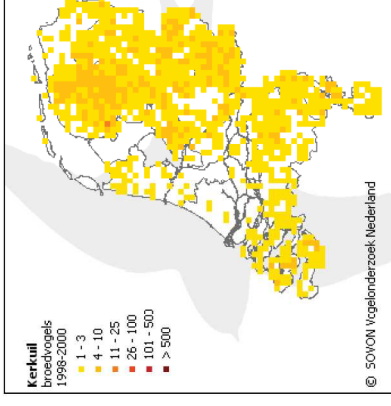 Kerkuil
broedvogels
1998-2000
1 - 3
4 - 10
11 - 25
26 - 100
101 - 500
> 500
© SOVON Vogelonderzoek Nederland